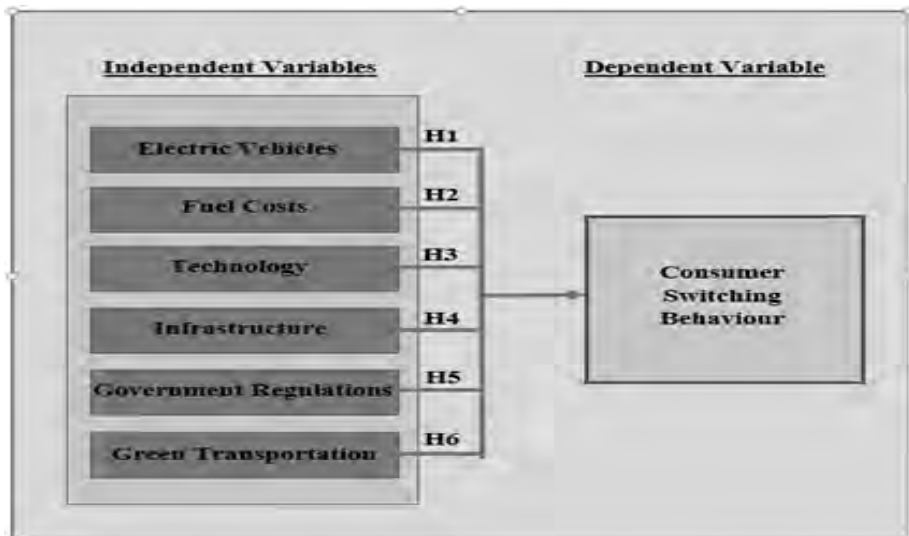 Independent Variables
Dependent Variable
Electric Vehicles
H1
Fuel Costs
H2
Technology
H3
Infrastructure
H4
Government Regulations
H5
Green Transportation
H6
Consumer
Switching
Behaviour